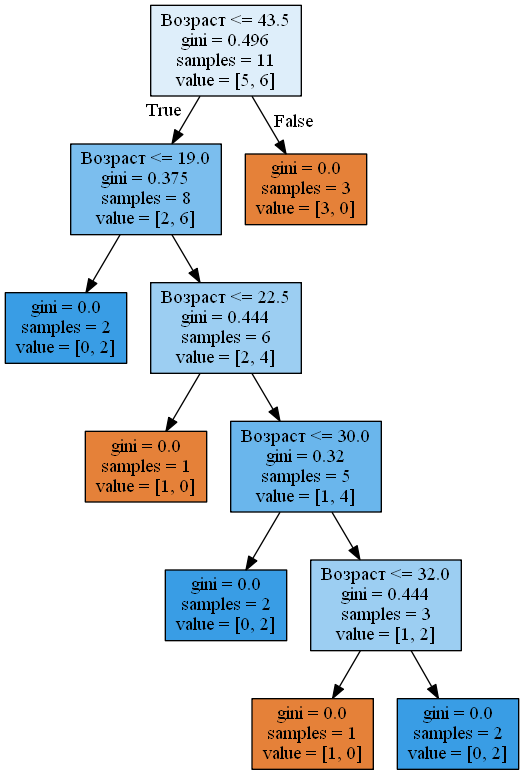 Возраст <= 43.5
gini = 0.496
samples = 11
value = [5, 6]
True
False
Возраст <= 19.0
gini = 0.375
samples = 8
value = [2, 6]
gini = 0.0
samples = 3
value = [3, 0]
gini = 0.0
samples = 2
value = [0, 2]
Возраст <= 22.5
gini = 0.444
samples = 6
value = [2, 4]
gini = 0.0
samples = 1
value = [1, 0]
Возраст <= 30.0
gini = 0.32
samples = 5
value = [1, 4]
gini = 0.0
samples = 2
value = [0, 2]
Возраст <= 32.0
gini = 0.444
samples = 3
value = [1, 2]
gini = 0.0
samples = 1
value = [1, 0]
gini = 0.0
samples = 2
value = [0, 2]